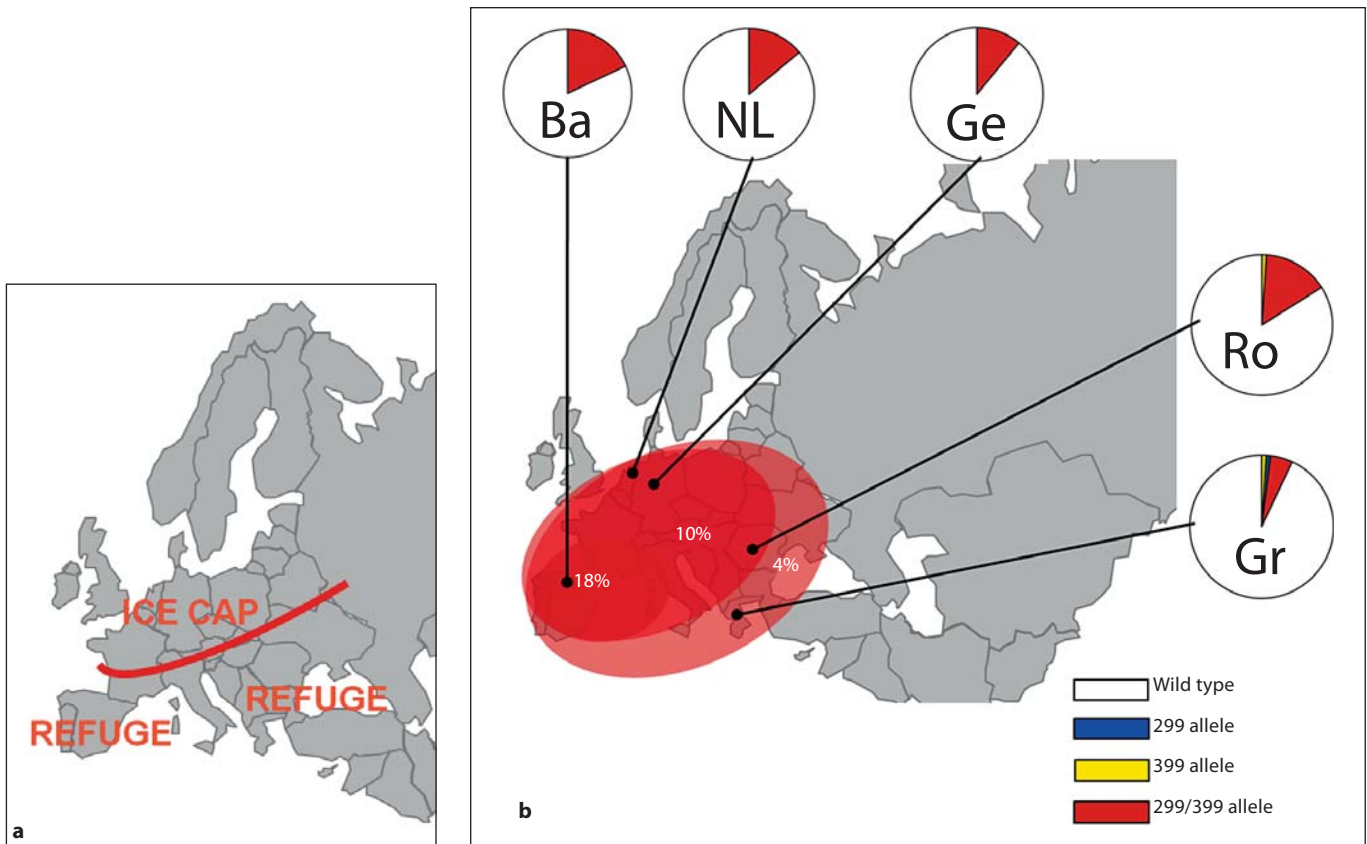 ICE CAP
REFUGE
REFUGE
a
Ba
NL
Ge
Ro
Gr
10%
4%
18%
Wild type
299 allele
399 allele
299/399 allele
b